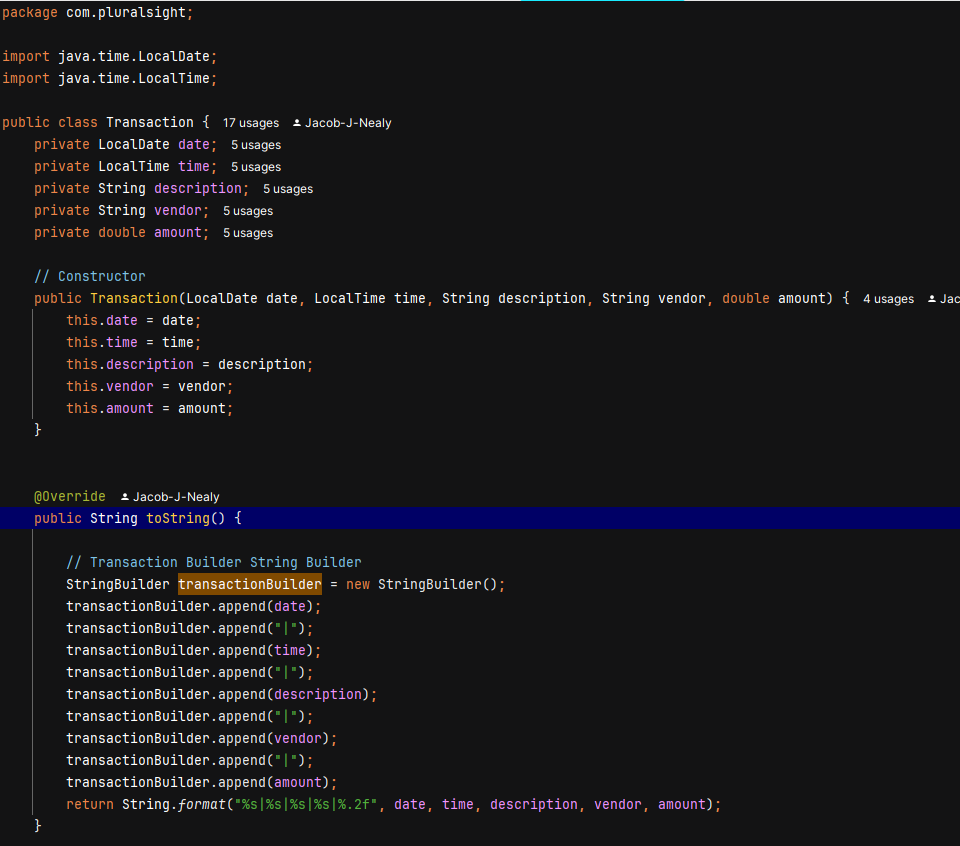 package com.pluralsight;
import java.time.LocalDate;
import java.time.LocalTime;
public class Transaction { 17 usages Jacob-J-Nealy
private LocalDate date; 5 usages
private LocalTime time; 5 usages
private String description; 5 usages
private String vendor; 5 usages
private double amount; 5 usages
// Constructor
public Transaction(LocalDate date, LocalTime time, String description, String vendor, double amount) { 4 usages Jac
this.date = date;
this.time = time;
this.description = description;
this.vendor = vendor;
this.amount = amount;
}
@Override Jacob-J-Nealy
public String toString() {
// Transaction Builder String Builder
StringBuilder transactionBuilder = new StringBuilder();
transactionBuilder.append(date);
transactionBuilder.append("|");
transactionBuilder.append(time);
transactionBuilder.append("|");
transactionBuilder.append(description);
transactionBuilder.append("|");
transactionBuilder.append(vendor);
transactionBuilder.append("|");
transactionBuilder.append(amount);
return String.format("%s|%s|%s|%s|%.2f", date, time, description, vendor, amount);
}